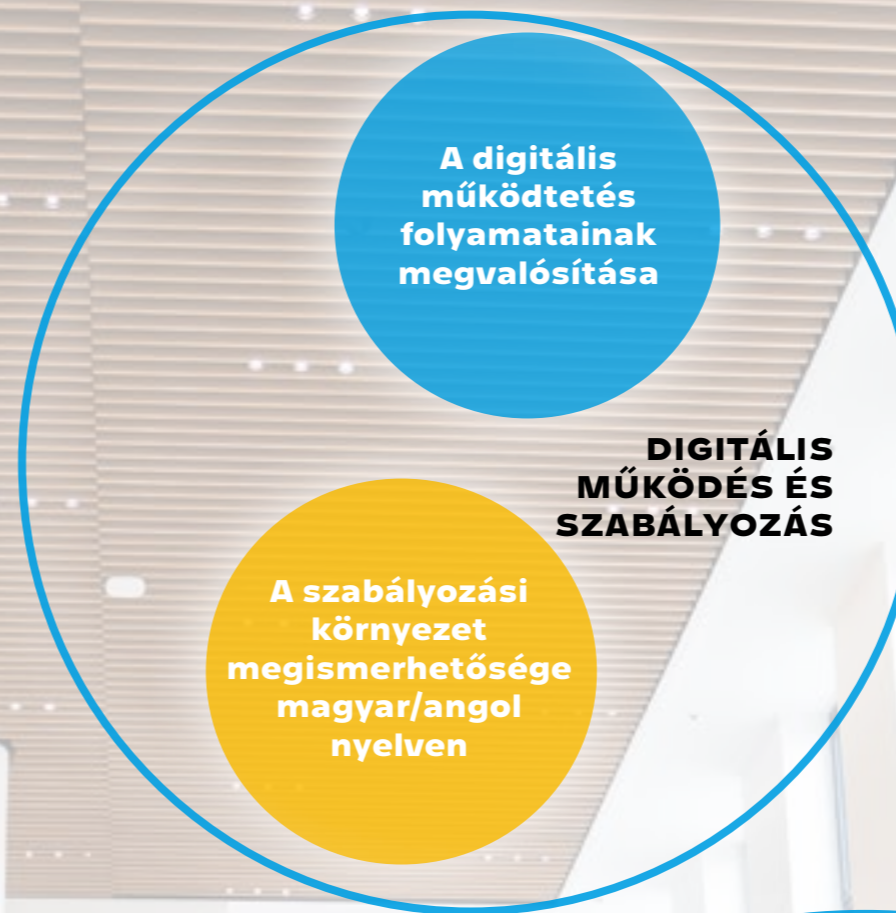 A digitális
működtetés
folyamatainak
megvalósítása
DIGITÁLIS
MŰKÖDÉS ÉS
SZABÁLYOZÁS
A szabályozási
környezet
megismerhetősége
magyar/angol
nyelven